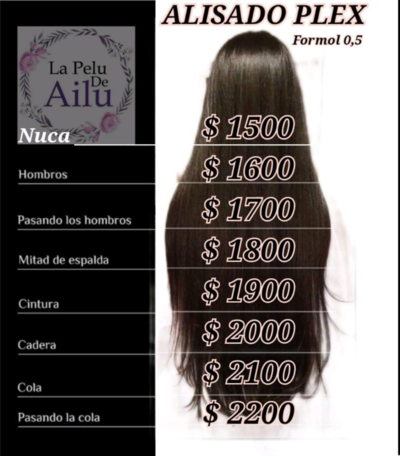 ALISADO PLEX
Formol 0,5
La Pelu
De
Ailu
Nuca $ 1500
Hombros $ 1600
Pasando los hombros $ 1700
Mitad de espalda $ 1800
Cintura $ 1900
Cadera $ 2000
Cola $ 2100
Pasando la cola $ 2200